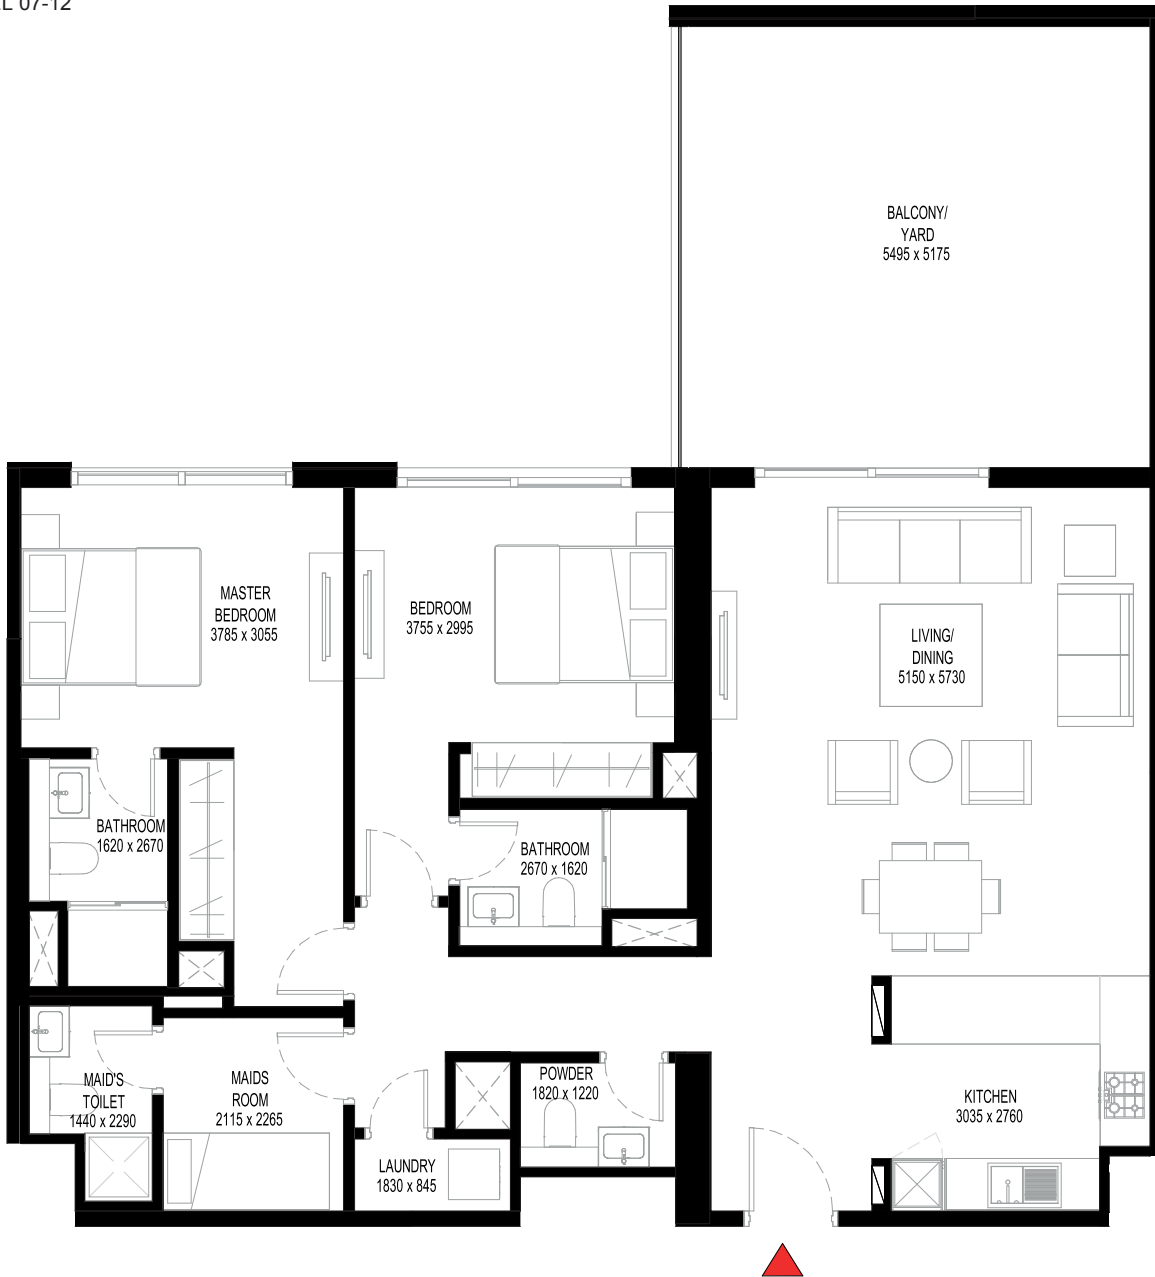 07-12
BALCONY/
YARD
5495 x 5175
MASTER
BEDROOM
3785 x 3055
BEDROOM
3755 x 2995
LIVING/
DINING
5150 x 5730
BATHROOM
1620 x 2670
BATHROOM
2670 x 1620
MAID'S
TOILET
1440 x 2290
MAIDS
ROOM
2115 x 2265
POWDER
1820 x 1220
KITCHEN
3035 x 2760
LAUNDRY
1830 x 845